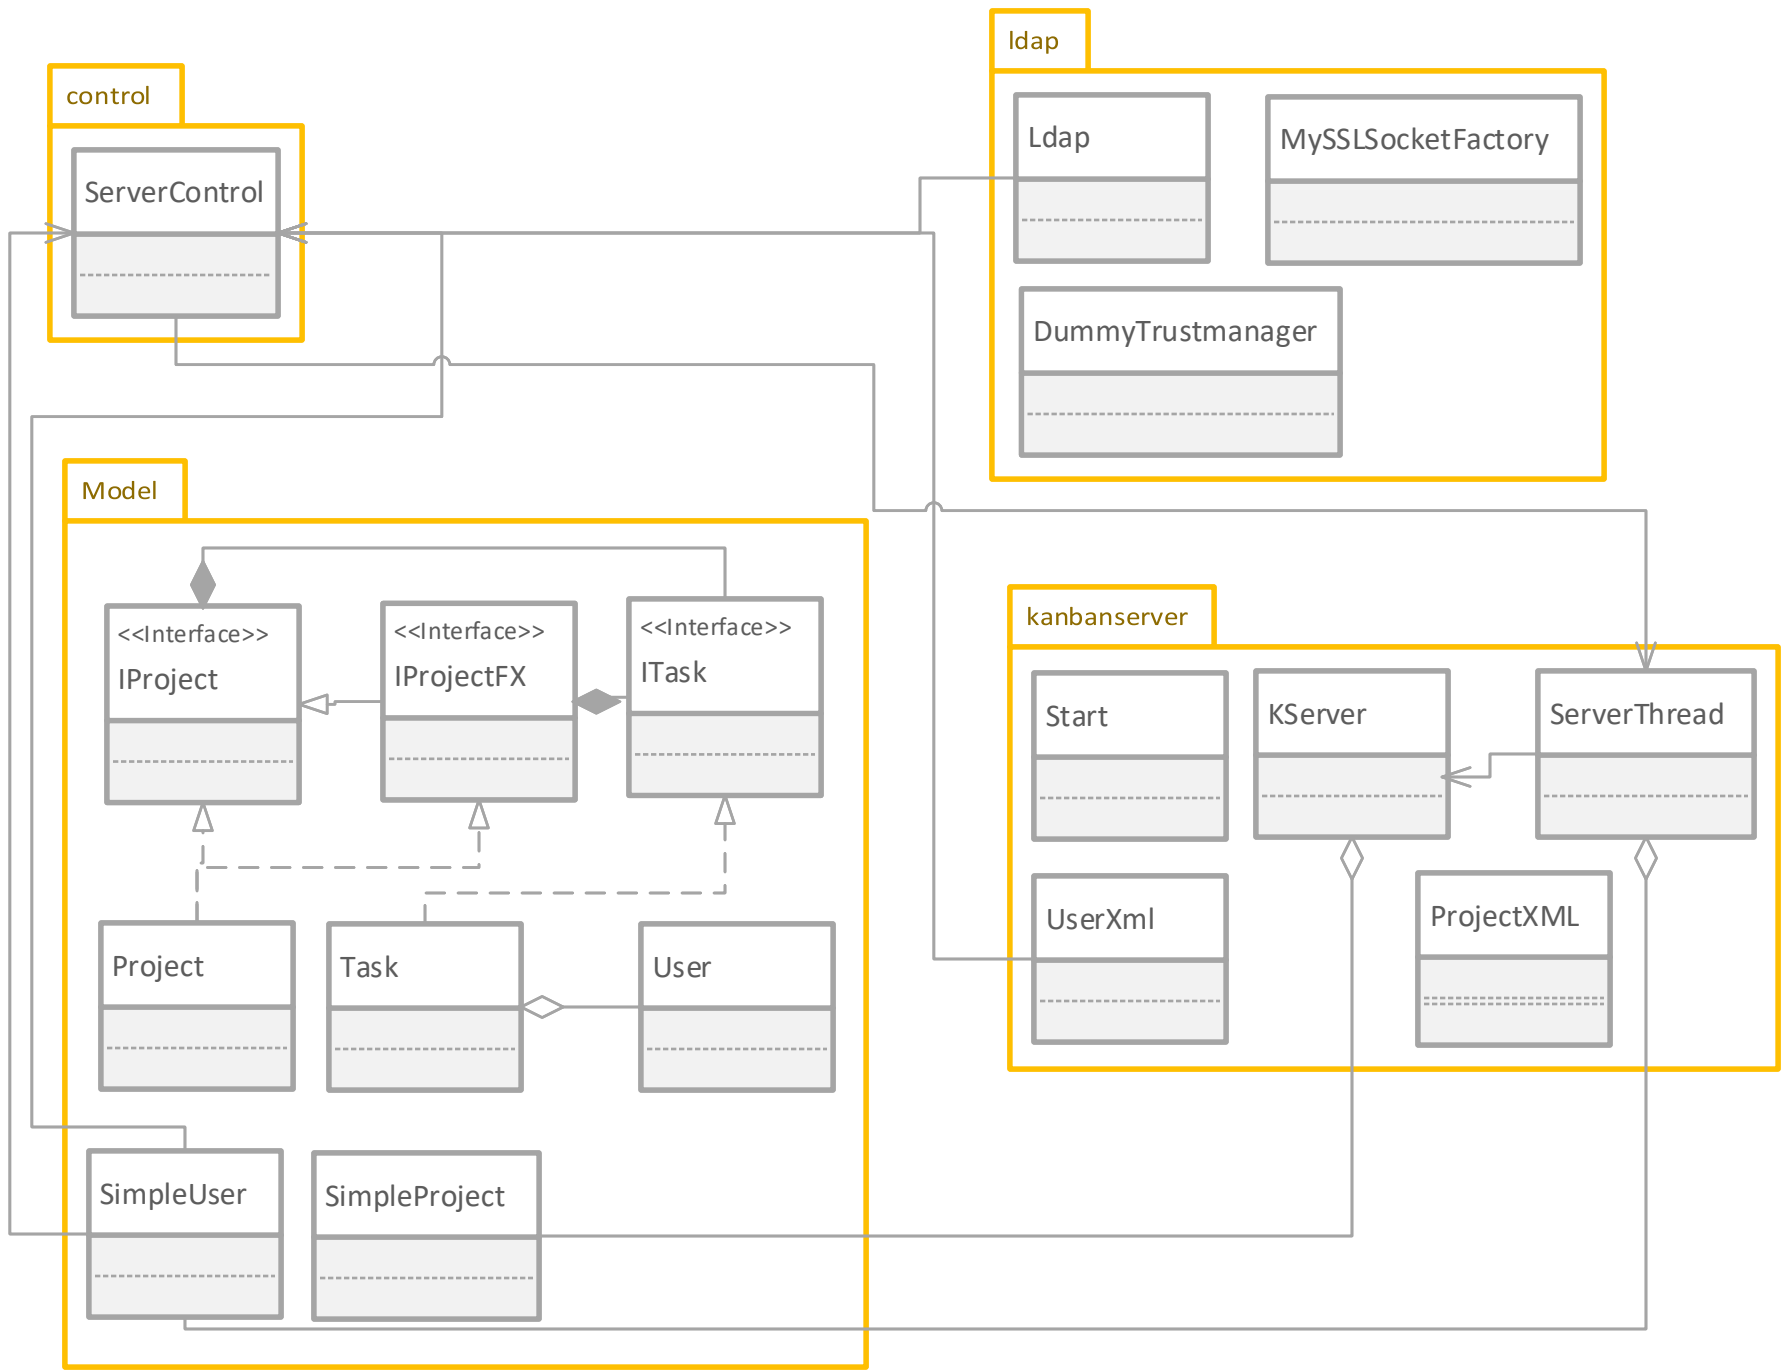 ldap
control
Ldap
MySSLSocketFactory
ServerControl
DummyTrustmanager
Model
kanbanserver
<<Interface>>
IProject
<<Interface>>
IProjectFX
<<Interface>>
ITask
Start
KServer
ServerThread
UserXml
ProjectXML
Project
Task
User
SimpleUser
SimpleProject